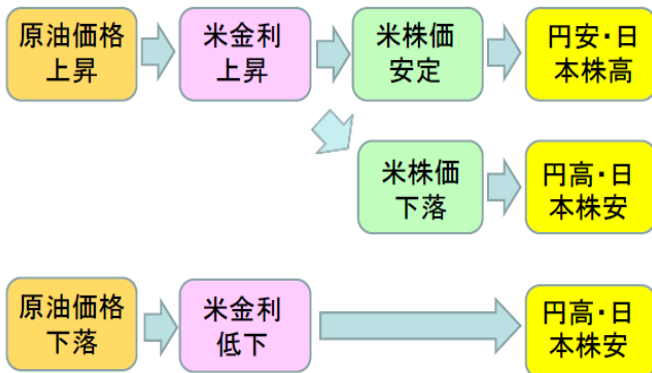 原油価格
上昇
米金利
上昇
米株価
安定
円安・日
本株高
米株価
下落
円高・日
本株安
原油価格
下落
米金利
低下
円高・日
本株安